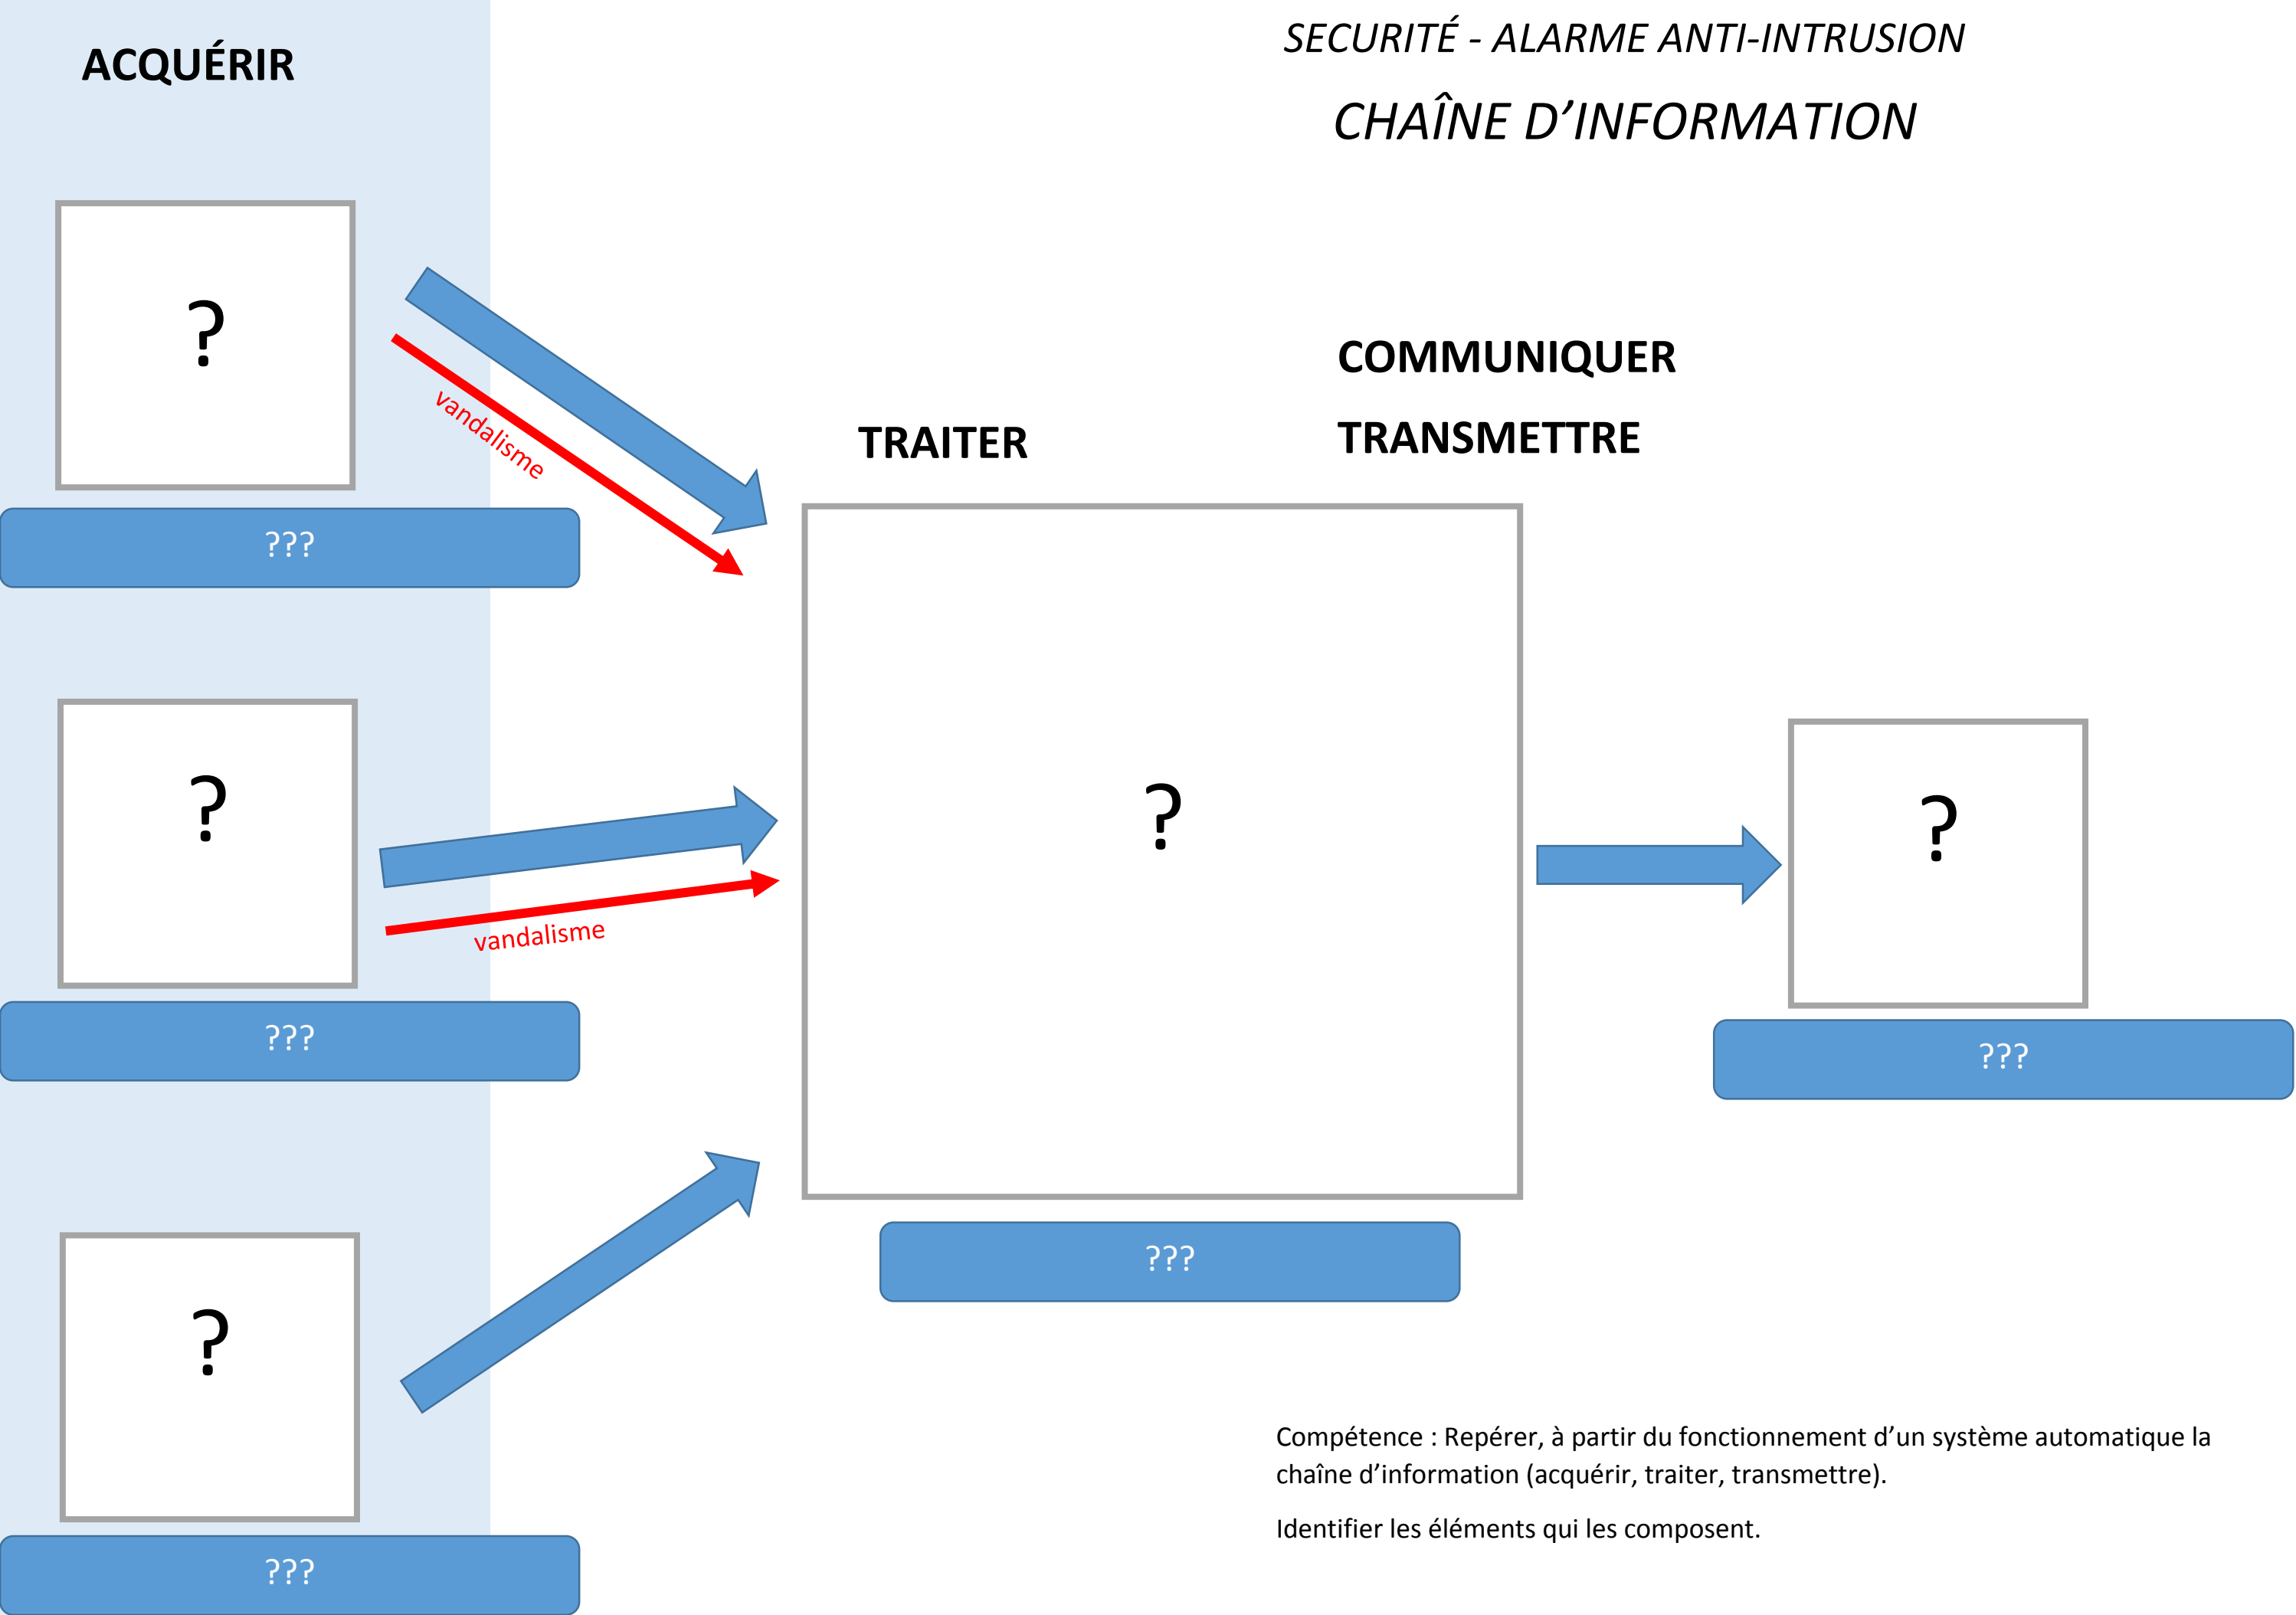 SECURITÉ - ALARME ANTI-INTRUSION
CHAÎNE D’INFORMATION
ACQUÉRIR
?
???
vandalisme
?
???
vandalisme
?
???
TRAITER
COMMUNIQUER
TRANSMETTRE
?
???
?
???
Compétence : Repérer, à partir du fonctionnement d’un système automatique la
chaîne d’information (acquérir, traiter, transmettre).
Identifier les éléments qui les composent.